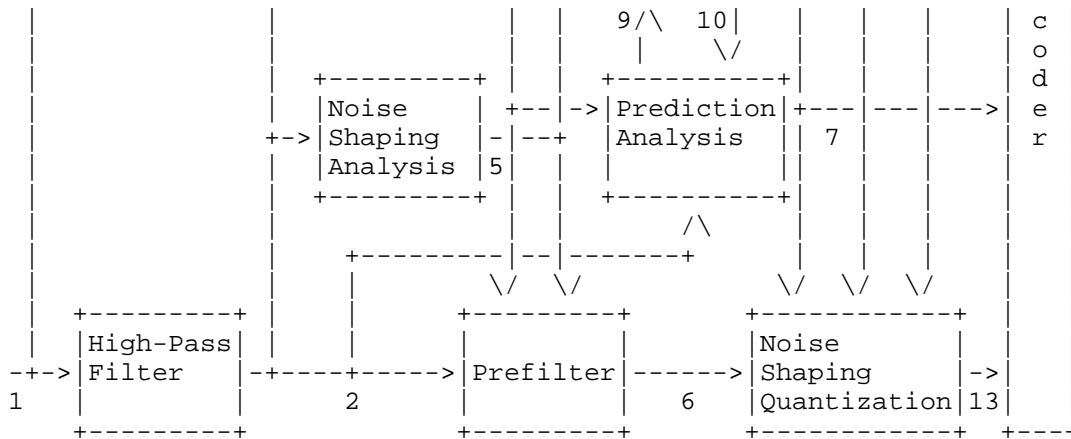 9/\ 10| c
| \/ o
+---------+ +----------+ d
|Noise | +--|->|Prediction+---|---|--->| e
+->|Shaping |-|--+ |Analysis | 7 | r
|Analysis |5
+---------+ +----------+
/\
+---------|--|-------+
\/ \/ \/ \/ \/
+---------+ +---------+ +------------+
|High-Pass| |Noise
-+->|Filter |-+----+----->|Prefilter|------>|Shaping |->|
1 2 6 |Quantization|13|
+---------+ +---------+ +------------+ +----